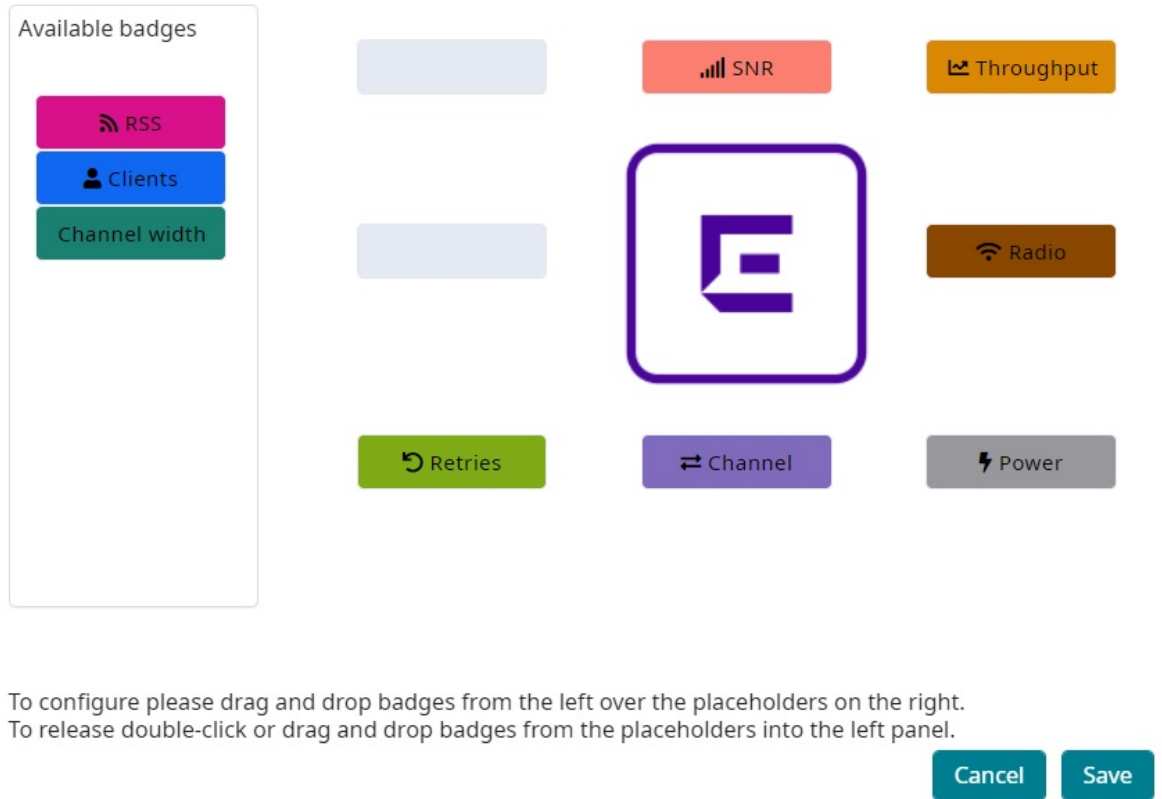 Available badges
RSS
Clients
Channel width
SNR
Throughput
Radio
Retries
Channel
Power
To configure please drag and drop badges from the left over the placeholders on the right.
To release double-click or drag and drop badges from the placeholders into the left panel.
Cancel
Save